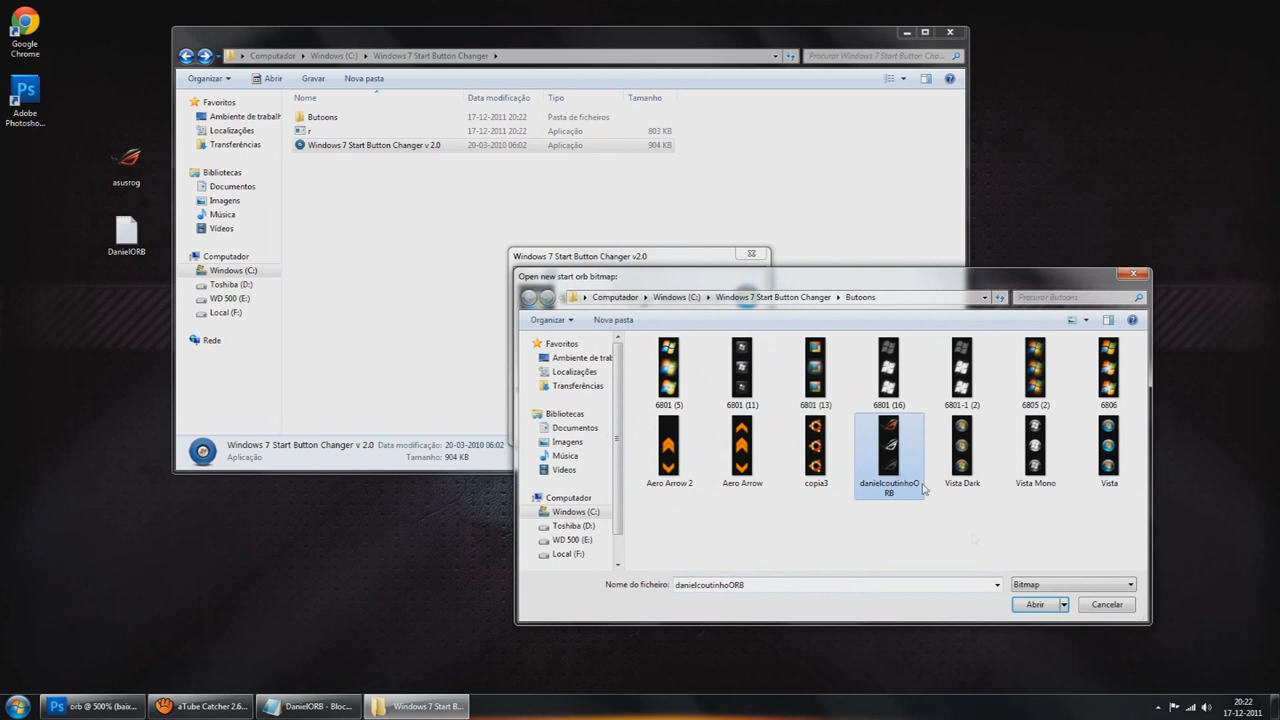 Google
Chrome
Adobe
Photosho...
asusrog
DanielORB
Computador
Windows (C:)
Windows 7 Start Button Changer
Procurar Windows 7 Start Button Cha...
Organizar
Abrir
Gravar
Nova pasta
Nome
Data modificação
Tipo
Tamanho
Butoons
17-12-2011 20:22
Pasta de ficheiros
r
17-12-2011 20:22
Aplicação
803 KB
Windows 7 Start Button Changer v 2.0
20-03-2010 06:02
Aplicação
904 KB
Favoritos
Ambiente de trabalh
Localizações
Transferências
Bibliotecas
Documentos
Imagens
Música
Vídeos
Computador
Windows (C:)
Toshiba (D:)
WD 500 (E:)
Local (F:)
Rede
Windows 7 Start Button Changer v 2.0
Data modificação: 20-03-2010 06:02
Aplicação
Tamanho: 904 KB
Windows 7 Start Button Changer v2.0
Open new start orb bitmap:
Computador
Windows (C:)
Windows 7 Start Button Changer
Butoons
Procurar Butoons
Organizar
Nova pasta
Favoritos
Ambiente de trab
Localizações
Transferências
Bibliotecas
Documentos
Imagens
Música
Vídeos
Computador
Windows (C:)
Toshiba (D:)
WD 500 (E:)
Local (F:)
6801 (5)
6801 (11)
6801 (13)
6801 (16)
6801-1 (2)
6805 (2)
6806
Aero Arrow 2
Aero Arrow
copia3
danielcoutinhoO
RB
Vista Dark
Vista Mono
Vista
Nome do ficheiro:
danielcoutinhoORB
Bitmap
Abrir
Cancelar
Ps
orb @ 500% (baix...
aTube Catcher 2.6...
DanielORB - Bloc...
Windows 7 Start B...
20:22
17-12-2011